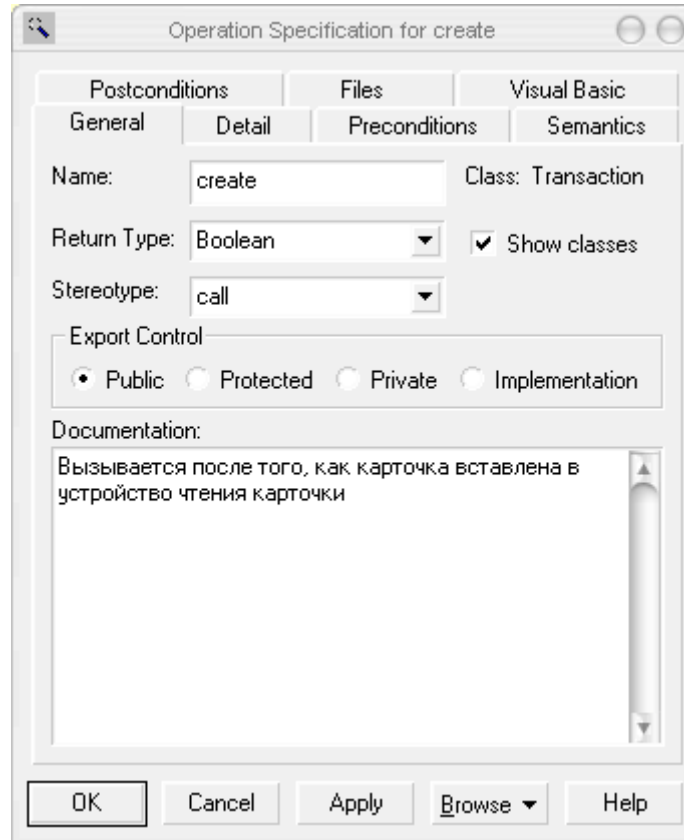 Operation Specification for create
Postconditions Files Visual Basic
General Detail Preconditions Semantics
Name: create Class: Transaction
Return Type: Boolean Show classes
Stereotype: call
Export Control
Public Protected Private Implementation
Documentation:
Вызывается после того, как карточка вставлена в
устройство чтения карточки
OK Cancel Apply Browse Help